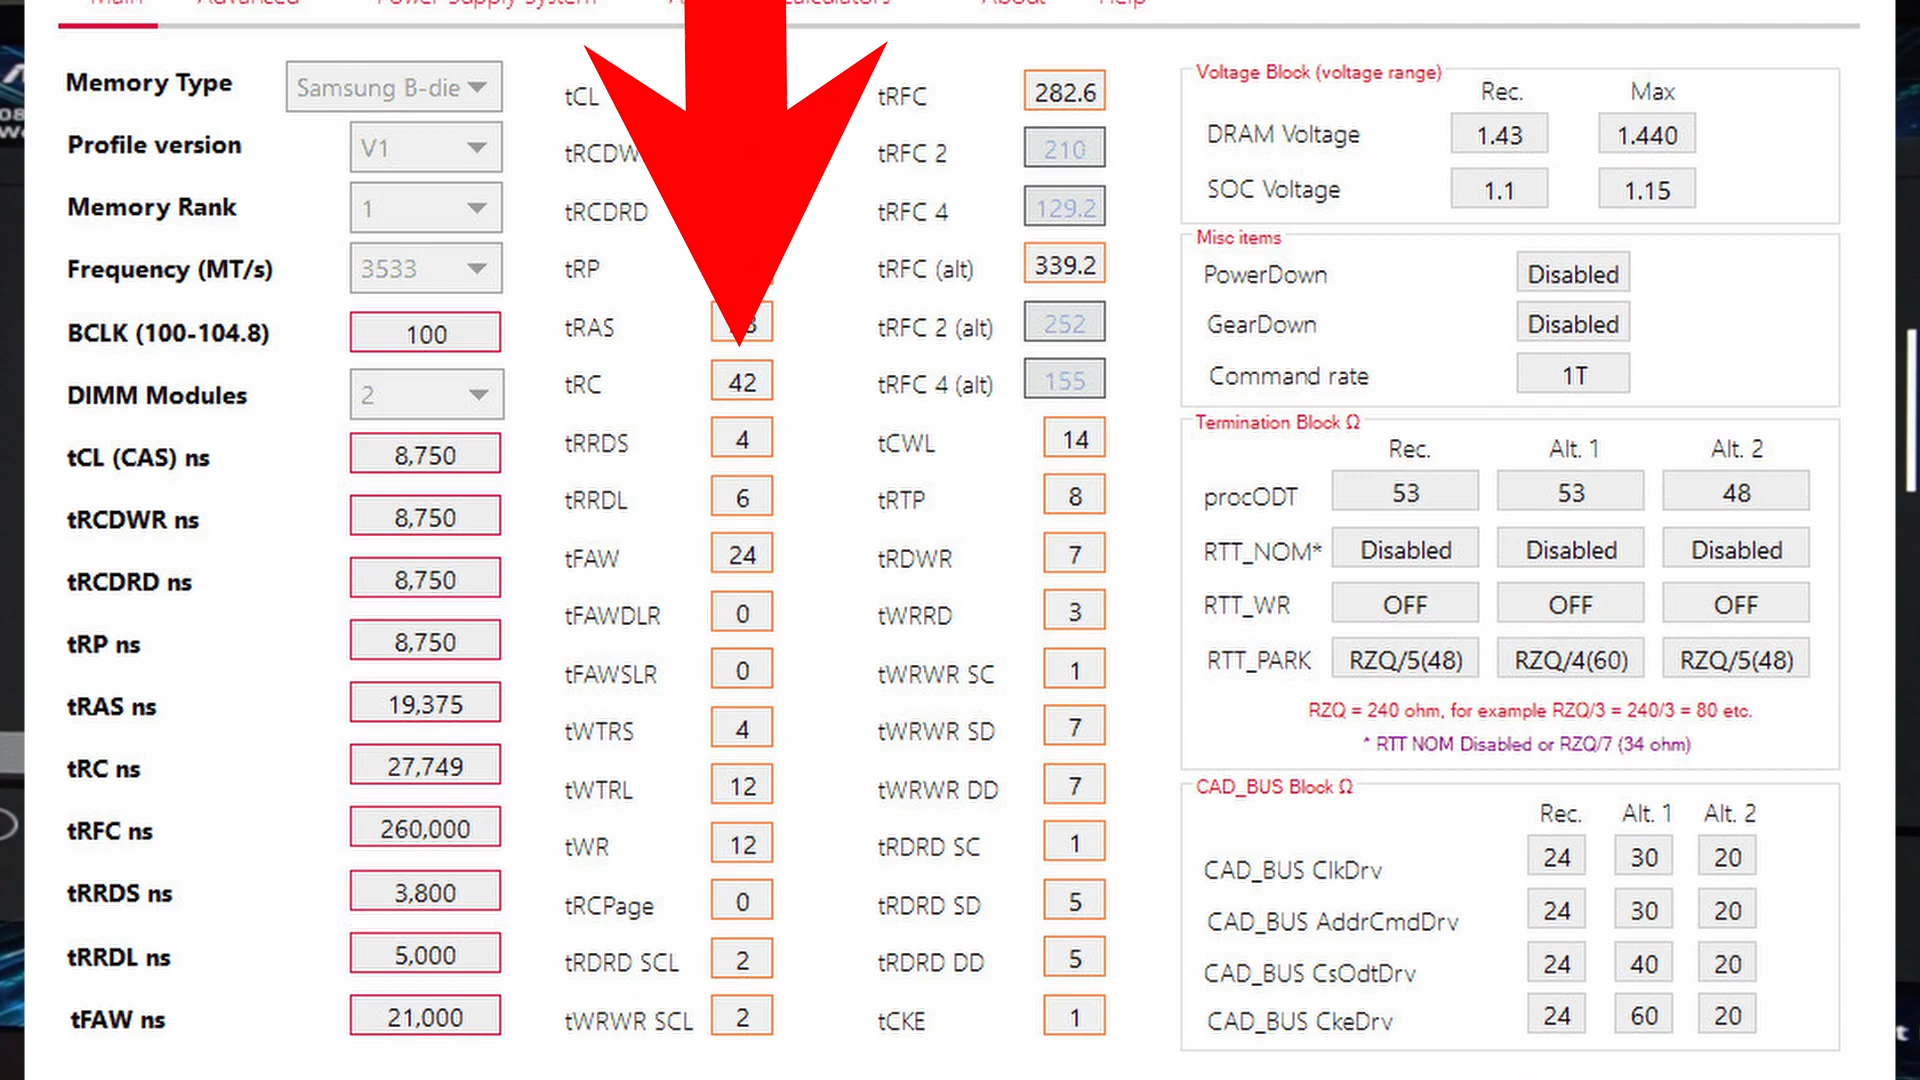 Main Advanced Power Supply System About Help
Memory Type Samsung B-die
Profile version V1
Memory Rank 1
Frequency (MT/s) 3533
BCLK (100-104.8) 100
DIMM Modules 2
tCL (CAS) ns 8,750
tRCDWR ns 8,750
tRCDRD ns 8,750
tRP ns 8,750
tRAS ns 19,375
tRC ns 27,749
tRFC ns 260,000
tRRDS ns 3,800
tRRDL ns 5,000
tFAW ns 21,000
tCL
tRCDW
tRCDRD
tRP
tRAS
tRC 42
tRRDS 4
tRRDL 6
tFAW 24
tFAWDLR 0
tFAWSLR 0
tWTRS 4
tWTRL 12
tWR 12
tRCPage 0
tRDRD SCL 2
tWRWR SCL 2
tRFC 282.6
tRFC 2 210
tRFC 4 129.2
tRFC (alt) 339.2
tRFC 2 (alt) 252
tRFC 4 (alt) 155
tCWL 14
tRTP 8
tRDWR 7
tWRRD 3
tWRWR SC 1
tWRWR SD 7
tWRWR DD 7
tRDRD SC 1
tRDRD SD 5
tRDRD DD 5
tCKE 1
Voltage Block (voltage range)
Rec. Max
DRAM Voltage 1.43 1.440
SOC Voltage 1.1 1.15
Misc items
PowerDown Disabled
GearDown Disabled
Command rate 1T
Termination Block Ω
Rec. Alt. 1 Alt. 2
procODT 53 53 48
RTT_NOM* Disabled Disabled Disabled
RTT_WR OFF OFF OFF
RTT_PARK RZQ/5(48) RZQ/4(60) RZQ/5(48)
RZQ = 240 ohm, for example RZQ/3 = 240/3 = 80 etc.
* RTT NOM Disabled or RZQ/7 (34 ohm)
CAD_BUS Block Ω
Rec. Alt. 1 Alt. 2
CAD_BUS ClkDrv 24 30 20
CAD_BUS AddrCmdDrv 24 30 20
CAD_BUS CsOdtDrv 24 40 20
CAD_BUS CkeDrv 24 60 20